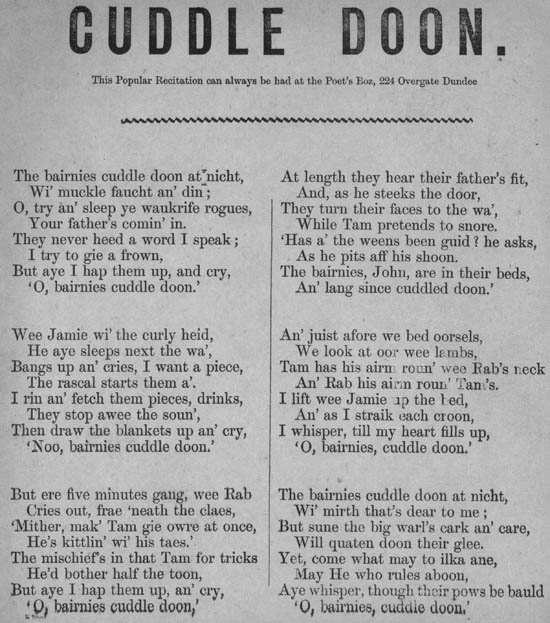 CUDDLE DOON.
This Popular Recitation can always be had at the Poet's Box, 224 Overgate Dundee
The bairnies cuddle doon at nicht,
Wi' muckle faucht an' din;
O, try an' sleep ye waukrife rogues,
Your father's comin' in.
They never heed a word I speak;
I try to gie a frown,
But aye I hap them up, and cry,
'O, bairnies cuddle doon.'
Wee Jamie wi' the curly heid,
He aye sleeps next the wa',
Bangs up an' cries, I want a piece,
The rascal starts them a'.
I rin an' fetch them pieces, drinks,
They stop awee the soun',
Then draw the blankets up an' cry,
'Noo, bairnies cuddle doon.'
But ere five minutes gang, wee Rab
Cries out, frae 'neath the claes,
'Mither, mak' Tam gie owre at once,
He's kittlin' wi' his taes.'
The mischief's in that Tam for tricks
He'd bother half the toon,
But aye I hap them up, an' cry,
'O, bairnies cuddle doon,'
At length they hear their father's fit,
And, as he steeks the door,
They turn their faces to the wa',
While Tam pretends to snore.
'Has a' the weens been guid? he asks,
As he pits aff his shoon.
The bairnies, John, are in their beds,
An' lang since cuddled doon.'
An' juist afore we bed oorsels,
We look at oor wee lambs,
Tam has his airm roun' wee Rab's neck
An' Rab his airm roun' Tam's.
I lift wee Jamie up the bed,
An' as I straik each croon,
I whisper, till my heart fills up,
'O, bairnies, cuddle doon.'
The bairnies cuddle doon at nicht,
Wi' mirth that's dear to me;
But sune the big warl's cark an' care,
Will quaten doon their glee.
Yet, come what may to ilka ane,
May He who rules aboon,
Aye whisper, though their pows be bauld
'O, bairnies, cuddle doon,'